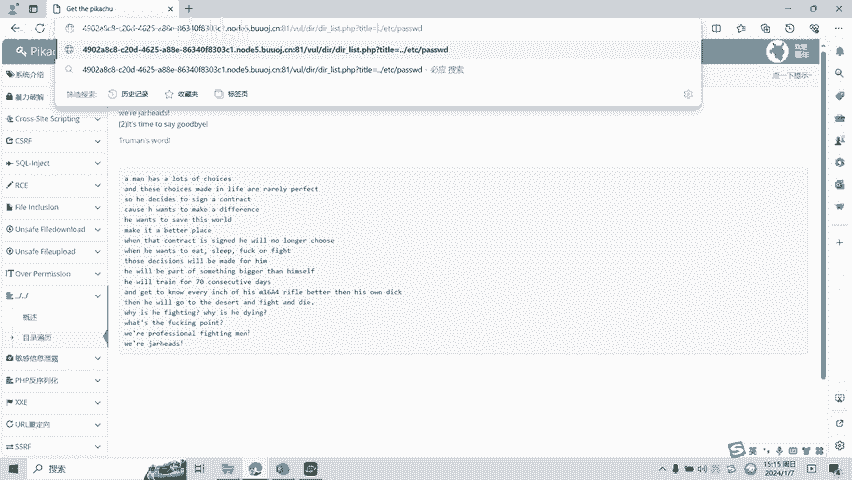 Get the pikachu
4902a8c8-c20d-4625-a88e-86340f8303c1.node5.buuoj.cn:81/vul/dir/dir_list.php?title=../etc/passwd
4902a8c8-c20d-4625-a88e-86340f8303c1.node5.buuoj.cn:81/vul/dir/dir_list.php?title=../etc/passwd
4902a8c8-c20d-4625-a88e-86340f8303c1.node5.buuoj.cn:81/vul/dir/dir_list.php?title=../etc/passwd - 必应 搜索
筛选搜索: 历史记录 收藏夹 标签页
Pika
系统介绍
点一下提示~
暴力破解
we're jarheads!
Cross-Site Scripting
(2)It's time to say goodbye!
CSRF
Truman's word!
SQL-Inject
a man has a lots of choices
RCE
and those choices made in life are rarely perfect
so he decides to sign a contract
File Inclusion
cause h wants to make a difference
he wants to save this world
Unsafe Filedownload
make it a better place
when that contract is signed he will no longer choose
Unsafe Fileupload
when he wants to eat, sleep, fuck or fight
those decisions will be made for him
Over Permission
he will be part of something bigger than himself
he will train for 70 consecutive days
../../
and get to know every inch of his m16A4 rifle better then his own dick
then he will go to the desert and fight and die.
概述
why is he fighting? why is he dying?
what's the fucking point?
目录遍历
we're professional fighting men!
we're jarheads!
敏感信息泄露
PHP反序列化
XXE
URL重定向
SSRF
搜索
英
15:15 周日
2024/1/7